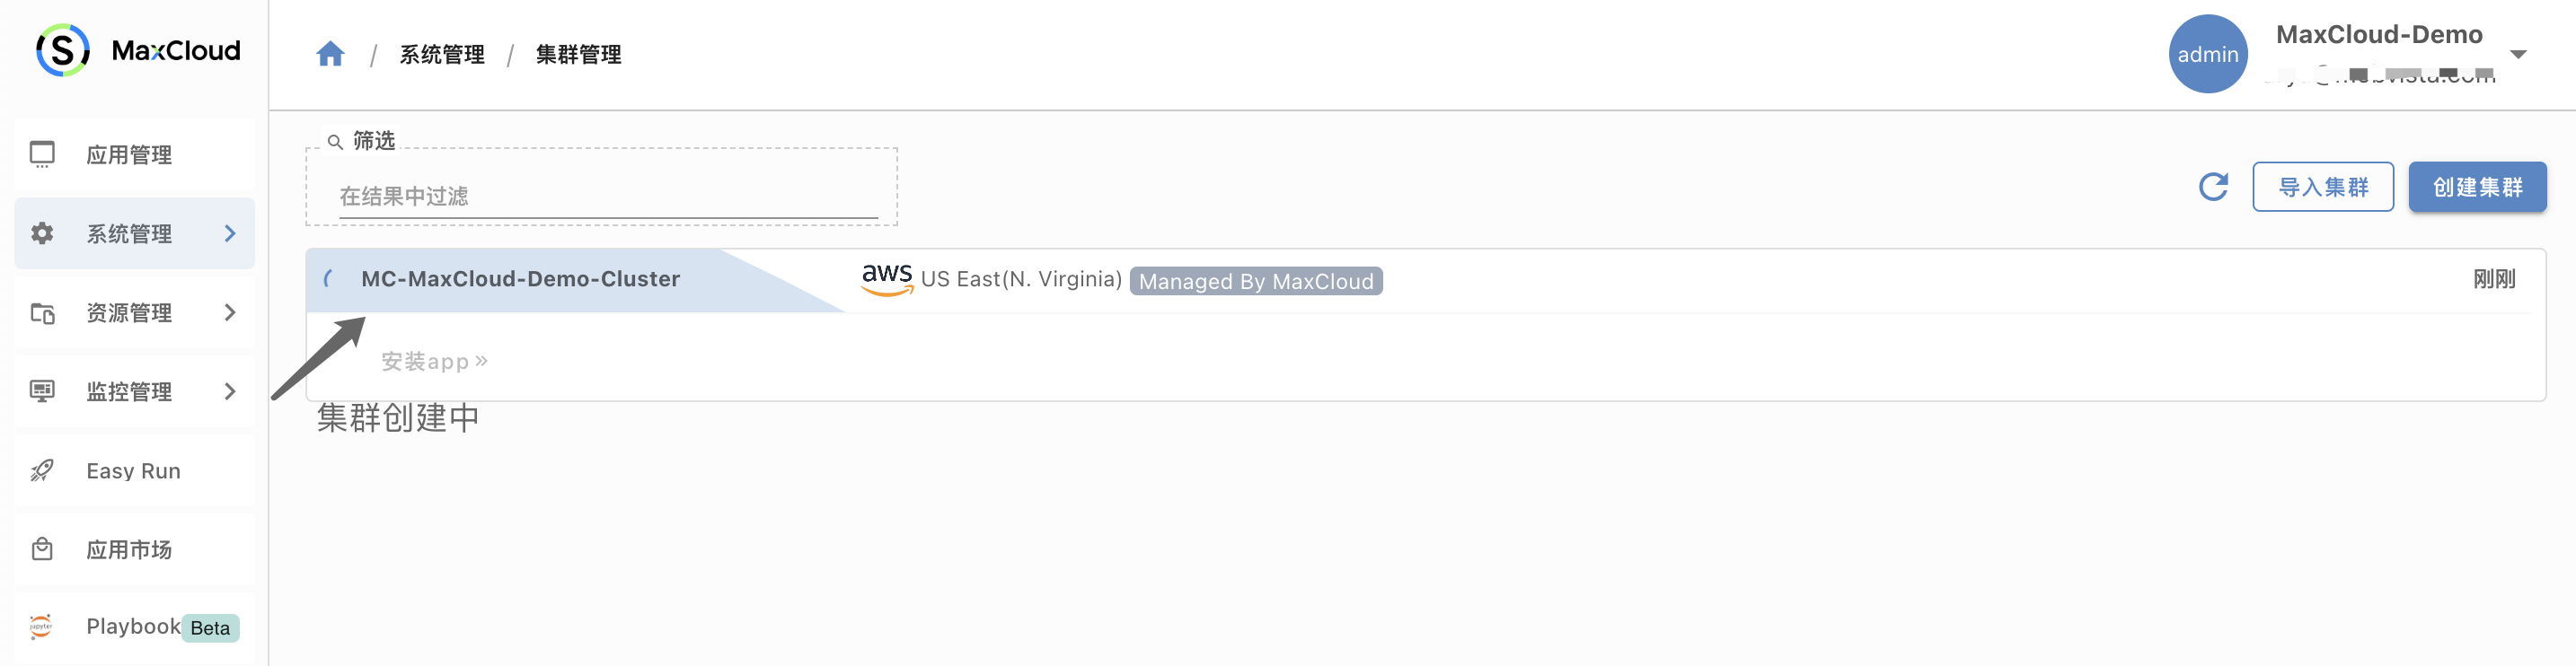 MaxCloud
/ 系统管理 / 集群管理
admin
MaxCloud-Demo
应用管理
系统管理
资源管理
监控管理
Easy Run
应用市场
Playbook Beta
筛选
在结果中过滤
导入集群
创建集群
MC-MaxCloud-Demo-Cluster
aws US East(N. Virginia) Managed By MaxCloud
刚刚
安装app »
集群创建中